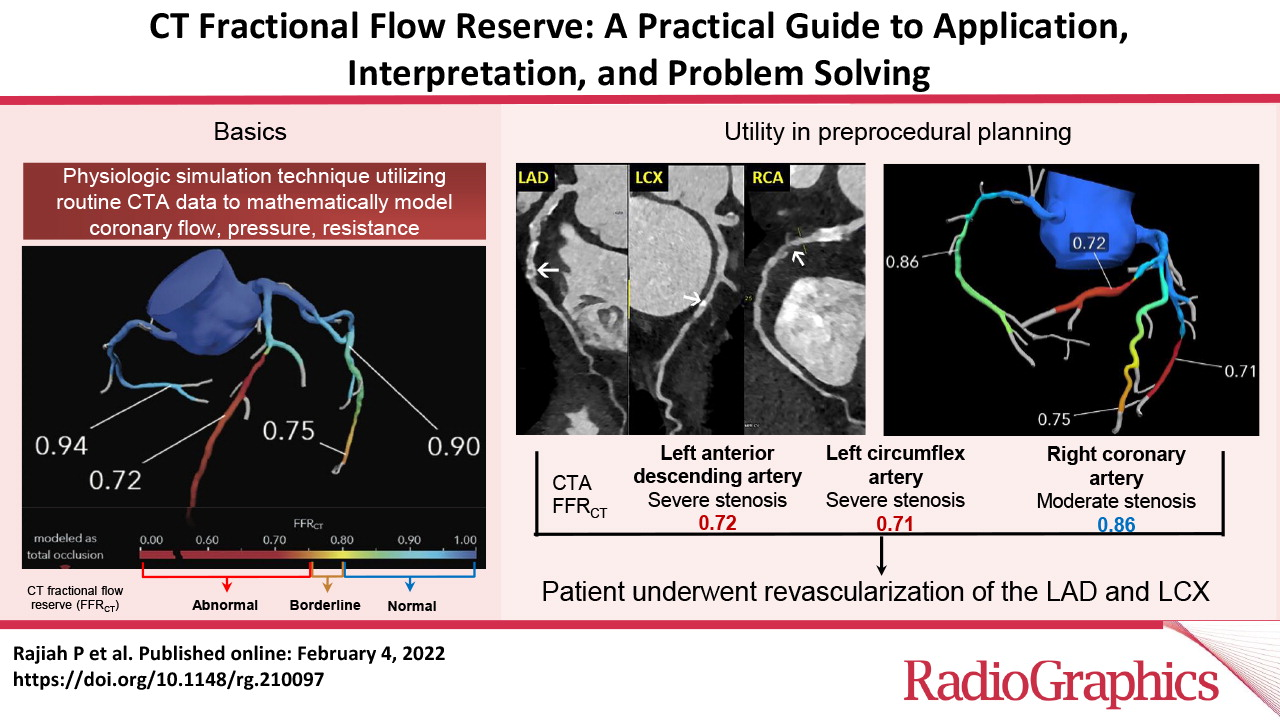 CT Fractional Flow Reserve: A Practical Guide to Application,
Interpretation, and Problem Solving
Basics
Physiologic simulation technique utilizing
routine CTA data to mathematically model
coronary flow, pressure, resistance
0.94
0.72
0.75
0.90
FFRCT
modeled as
total occlusion
0.00 0.60 0.70 0.80 0.90 1.00
CT fractional flow
reserve (FFRCT)
Abnormal
Borderline
Normal
Utility in preprocedural planning
LAD
LCX
RCA
25
0.86
0.72
0.71
0.75
CTA
FFRCT
Left anterior
descending artery
Severe stenosis
0.72
Left circumflex
artery
Severe stenosis
0.71
Right coronary
artery
Moderate stenosis
0.86
Patient underwent revascularization of the LAD and LCX
Rajiah P et al. Published online: February 4, 2022
https://doi.org/10.1148/rg.210097
RadioGraphics